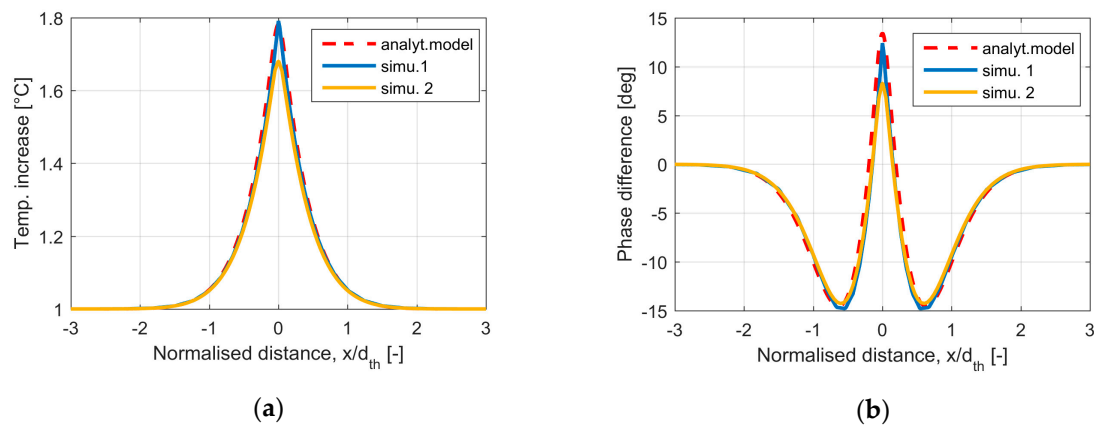 1.8
1.6
1.4
1.2
1
Temp. increase [°C]
analyt.model
simu.1
simu. 2
-3 -2 -1 0 1 2 3
Normalised distance, x/d_th [-]
(a)
15
10
5
0
-5
-10
-15
Phase difference [deg]
analyt.model
simu. 1
simu. 2
-3 -2 -1 0 1 2 3
Normalised distance, x/d_th [-]
(b)